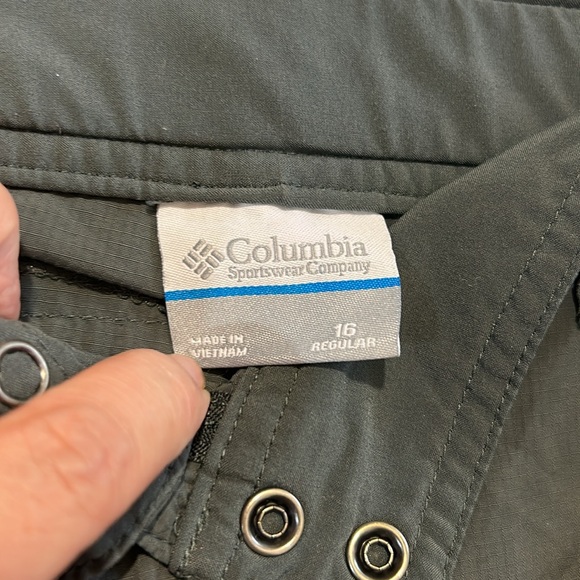 Columbia
Sportswear Company
MADE IN
VIETNAM
16
REGULAR